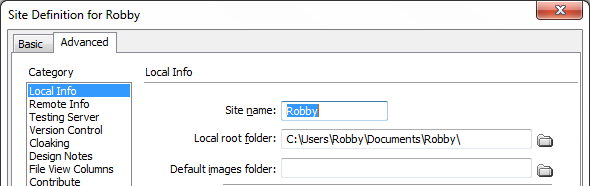 Site Definition for Robby
Basic
Advanced
Category
Local Info
Remote Info
Testing Server
Version Control
Cloaking
Design Notes
File View Columns
Contribute
Local Info
Site name: Robby
Local root folder: C:\Users\Robby\Documents\Robby\
Default images folder: